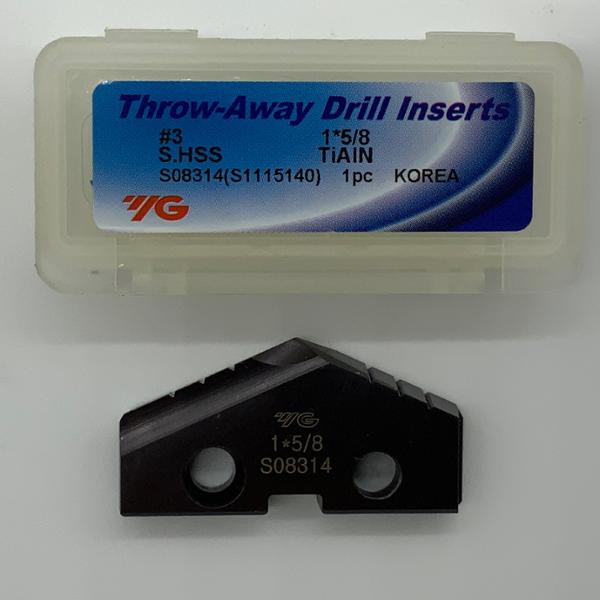 Throw-Away Drill Inserts
#3 1*5/8
S.HSS TiAlN
S08314(S1115140) 1pc KOREA
YG
YG
1*5/8
S08314